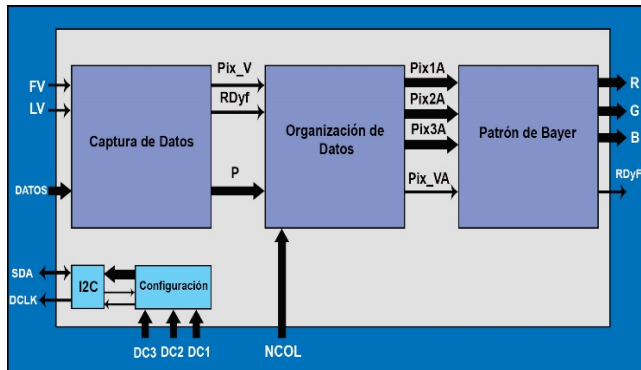 FV
LV
DATOS
Captura de Datos
Pix_V
RDyf
P
Organización de
Datos
Pix1A
Pix2A
Pix3A
Pix_VA
Patrón de Bayer
R
G
B
RDyF
SDA
DCLK
I2C
Configuración
DC3
DC2
DC1
NCOL